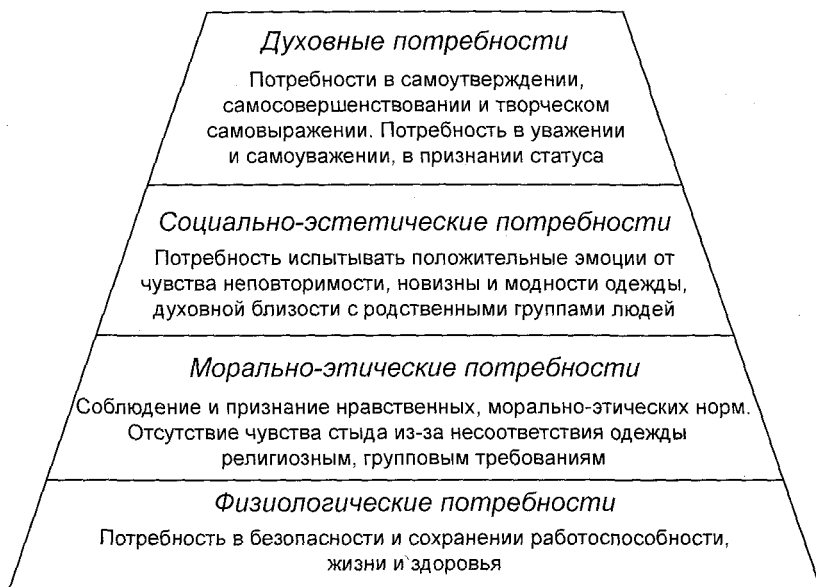 Духовные потребности
Потребности в самоутверждении,
самосовершенствовании и творческом
самовыражении. Потребность в уважении
и самоуважении, в признании статуса
Социально-эстетические потребности
Потребность испытывать положительные эмоции от
чувства неповторимости, новизны и модности одежды,
духовной близости с родственными группами людей
Морально-этические потребности
Соблюдение и признание нравственных, морально-этических норм.
Отсутствие чувства стыда из-за несоответствия одежды
религиозным, групповым требованиям
Физиологические потребности
Потребность в безопасности и сохранении работоспособности,
жизни и здоровья